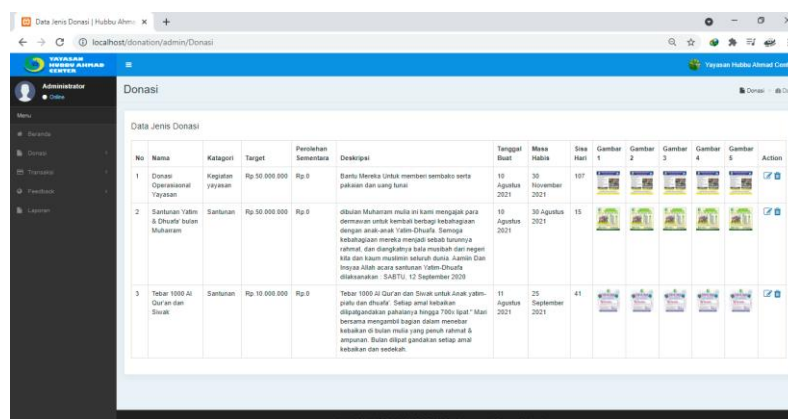 Data Jenis Donasi | Hubbu Ahm
localhost/donation/admin/Donasi
YAYASAN
HUBBU AHMAD
CENTER
Yayasan Hubbu Ahmad Cent
Administrator
Online
Donasi
Donasi
Menu
Beranda
Donasi
Transaksi
Feedback
Laporan
Data Jenis Donasi
No Nama Katagori Target Perolehan Sementara Deskripsi Tanggal Buat Masa Habis Sisa Hari Gambar 1 Gambar 2 Gambar 3 Gambar 4 Gambar 5 Action
1 Donasi Operasiasnal Yayasan Kegiatan yayasan Rp.50.000.000 Rp.0 Bantu Mereka Untuk memberi sembako serta
pakaian dan uang tunai 10 Agustus 2021 30 November 2021 107
2 Santunan Yatim & Dhuafa' bulan Muharram Santunan Rp.50.000.000 Rp.0 dibulan Muharram mulia ini kami mengajak para
dermawan untuk kembali berbagi kebahagiaan
dengan anak-anak Yatim-Dhuafa. Semoga
kebahagiaan mereka menjadi sebab turunnya
rahmat, dan diangkatnya bala musibah dari negeri
kita dan kaum muslimin seluruh dunia. Aamiin Dan
Insyaa Allah acara santunan Yatim-Dhuafa
dilaksanakan : SABTU, 12 September 2020 10 Agustus 2021 30 Agustus 2021 15
3 Tebar 1000 Al Qur'an dan Siwak Santunan Rp.10.000.000 Rp.0 Tebar 1000 Al Qur'an dan Siwak untuk Anak yatim-
piatu dan dhuafa'. Setiap amal kebaikan
dilipatgandakan pahalanya hingga 700x lipat " Mari
bersama mengambil bagian dalam menebar
kebaikan di bulan mulia yang penuh rahmat &
ampunan. Bulan dilipat gandakan setiap amal
kebaikan dan sedekah. 11 Agustus 2021 25 September 2021 41